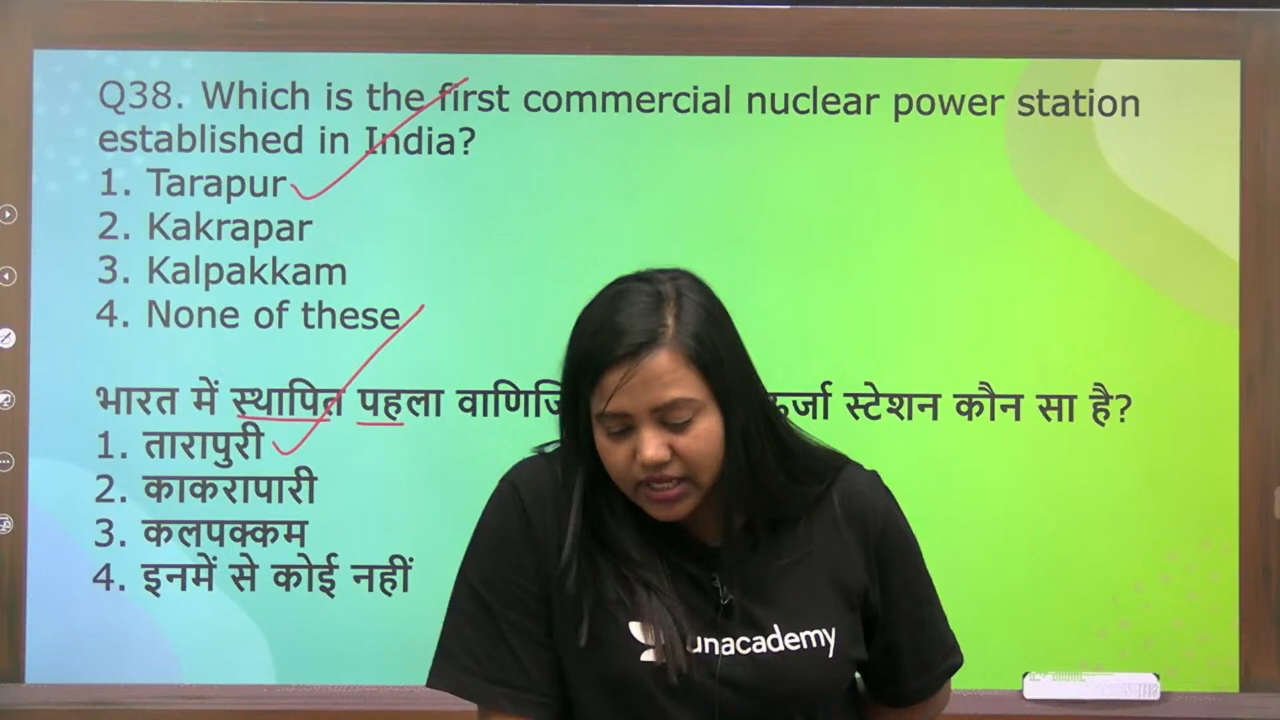 Q38. Which is the first commercial nuclear power station
established in India?
1. Tarapur
2. Kakrapar
3. Kalpakkam
4. None of these
भारत में स्थापित पहला ऊर्जा स्टेशन कौन सा है?
1. तारापुरी
2. काकरापारी
3. कलपक्कम
4. इनमें से कोई नहीं
unacademy